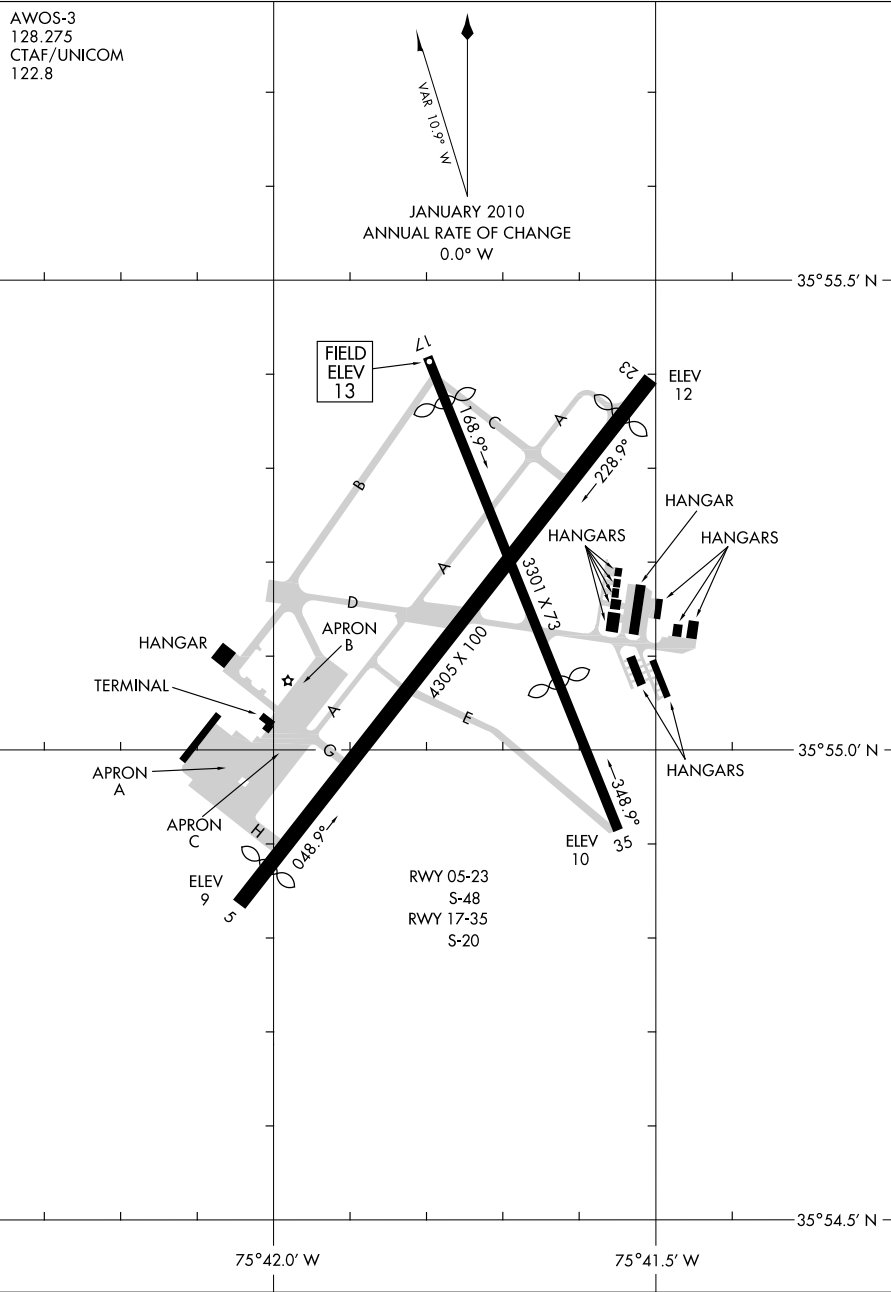 AWOS-3
128.275
CTAF/UNICOM
122.8
VAR 10.9° W
JANUARY 2010
ANNUAL RATE OF CHANGE
0.0° W
35°55.5' N
17
FIELD
ELEV
13
23
ELEV
12
168.9°
C
A
228.9°
B
HANGAR
HANGARS
HANGARS
A
3301 X 73
D
APRON
B
HANGAR
4305 X 100
TERMINAL
A
E
G
35°55.0' N
APRON
A
HANGARS
348.9°
APRON
C
H
048.9°
ELEV
10
35
ELEV
9
5
RWY 05-23
S-48
RWY 17-35
S-20
35°54.5' N
75°42.0' W
75°41.5' W